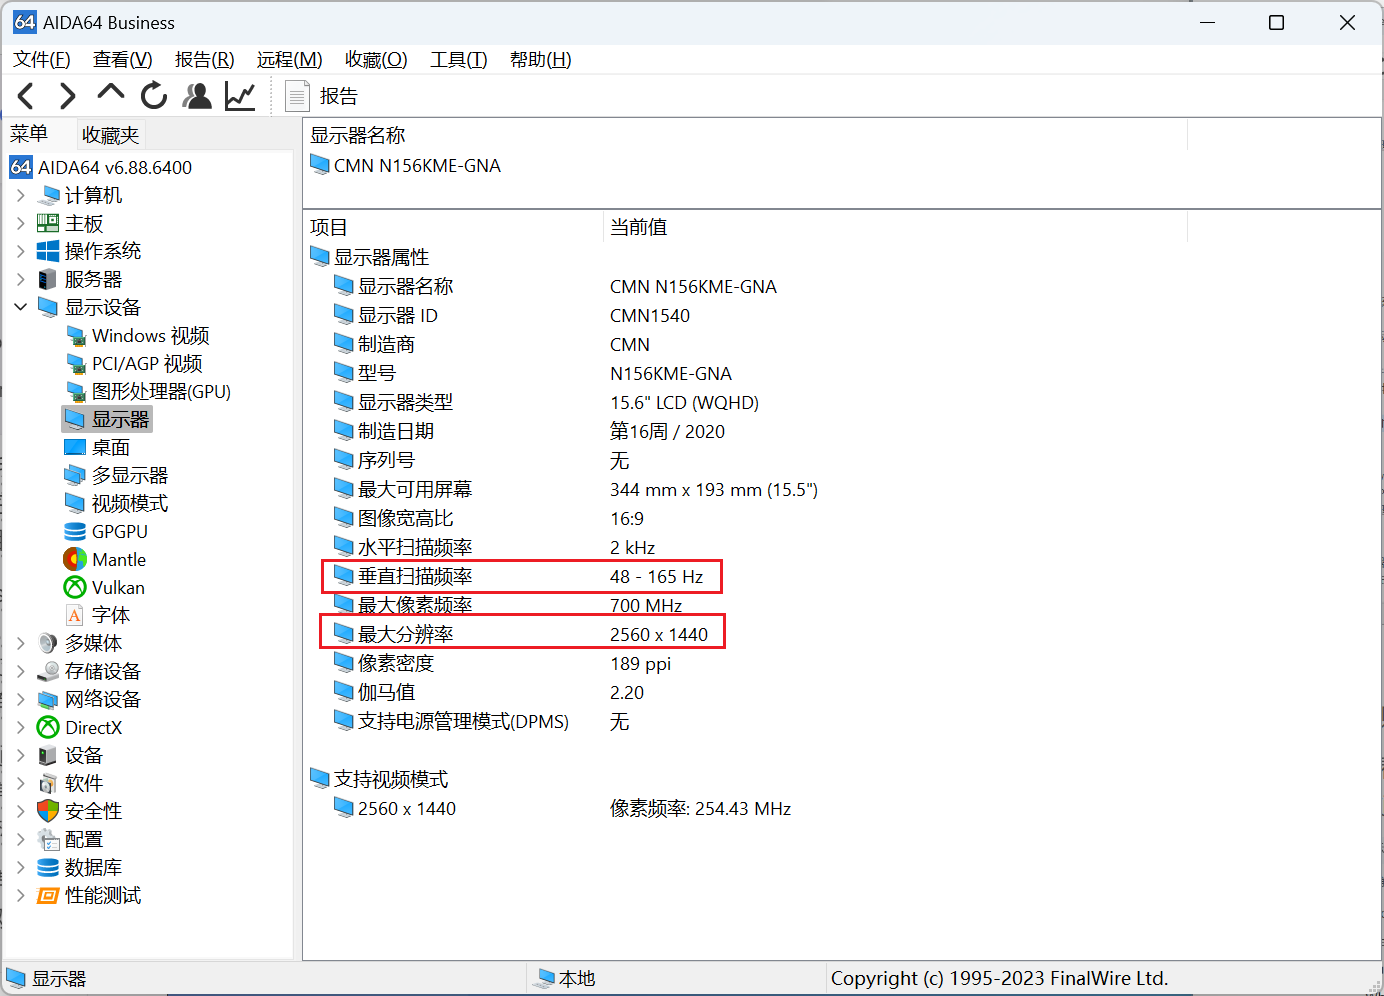 64 AIDA64 Business
文件(F) 查看(V) 报告(R) 远程(M) 收藏(O) 工具(T) 帮助(H)
报告
菜单 收藏夹
64 AIDA64 v6.88.6400
计算机
主板
操作系统
服务器
显示设备
Windows 视频
PCI/AGP 视频
图形处理器(GPU)
显示器
桌面
多显示器
视频模式
GPGPU
Mantle
Vulkan
字体
多媒体
存储设备
网络设备
DirectX
设备
软件
安全性
配置
数据库
性能测试
显示器名称
CMN N156KME-GNA
项目 当前值
显示器属性
显示器名称 CMN N156KME-GNA
显示器 ID CMN1540
制造商 CMN
型号 N156KME-GNA
显示器类型 15.6" LCD (WQHD)
制造日期 第16周 / 2020
序列号 无
最大可用屏幕 344 mm x 193 mm (15.5")
图像宽高比 16:9
水平扫描频率 2 kHz
垂直扫描频率 48 - 165 Hz
最大像素频率 700 MHz
最大分辨率 2560 x 1440
像素密度 189 ppi
伽马值 2.20
支持电源管理模式(DPMS) 无
支持视频模式
2560 x 1440 像素频率: 254.43 MHz
显示器 本地 Copyright (c) 1995-2023 FinalWire Ltd.